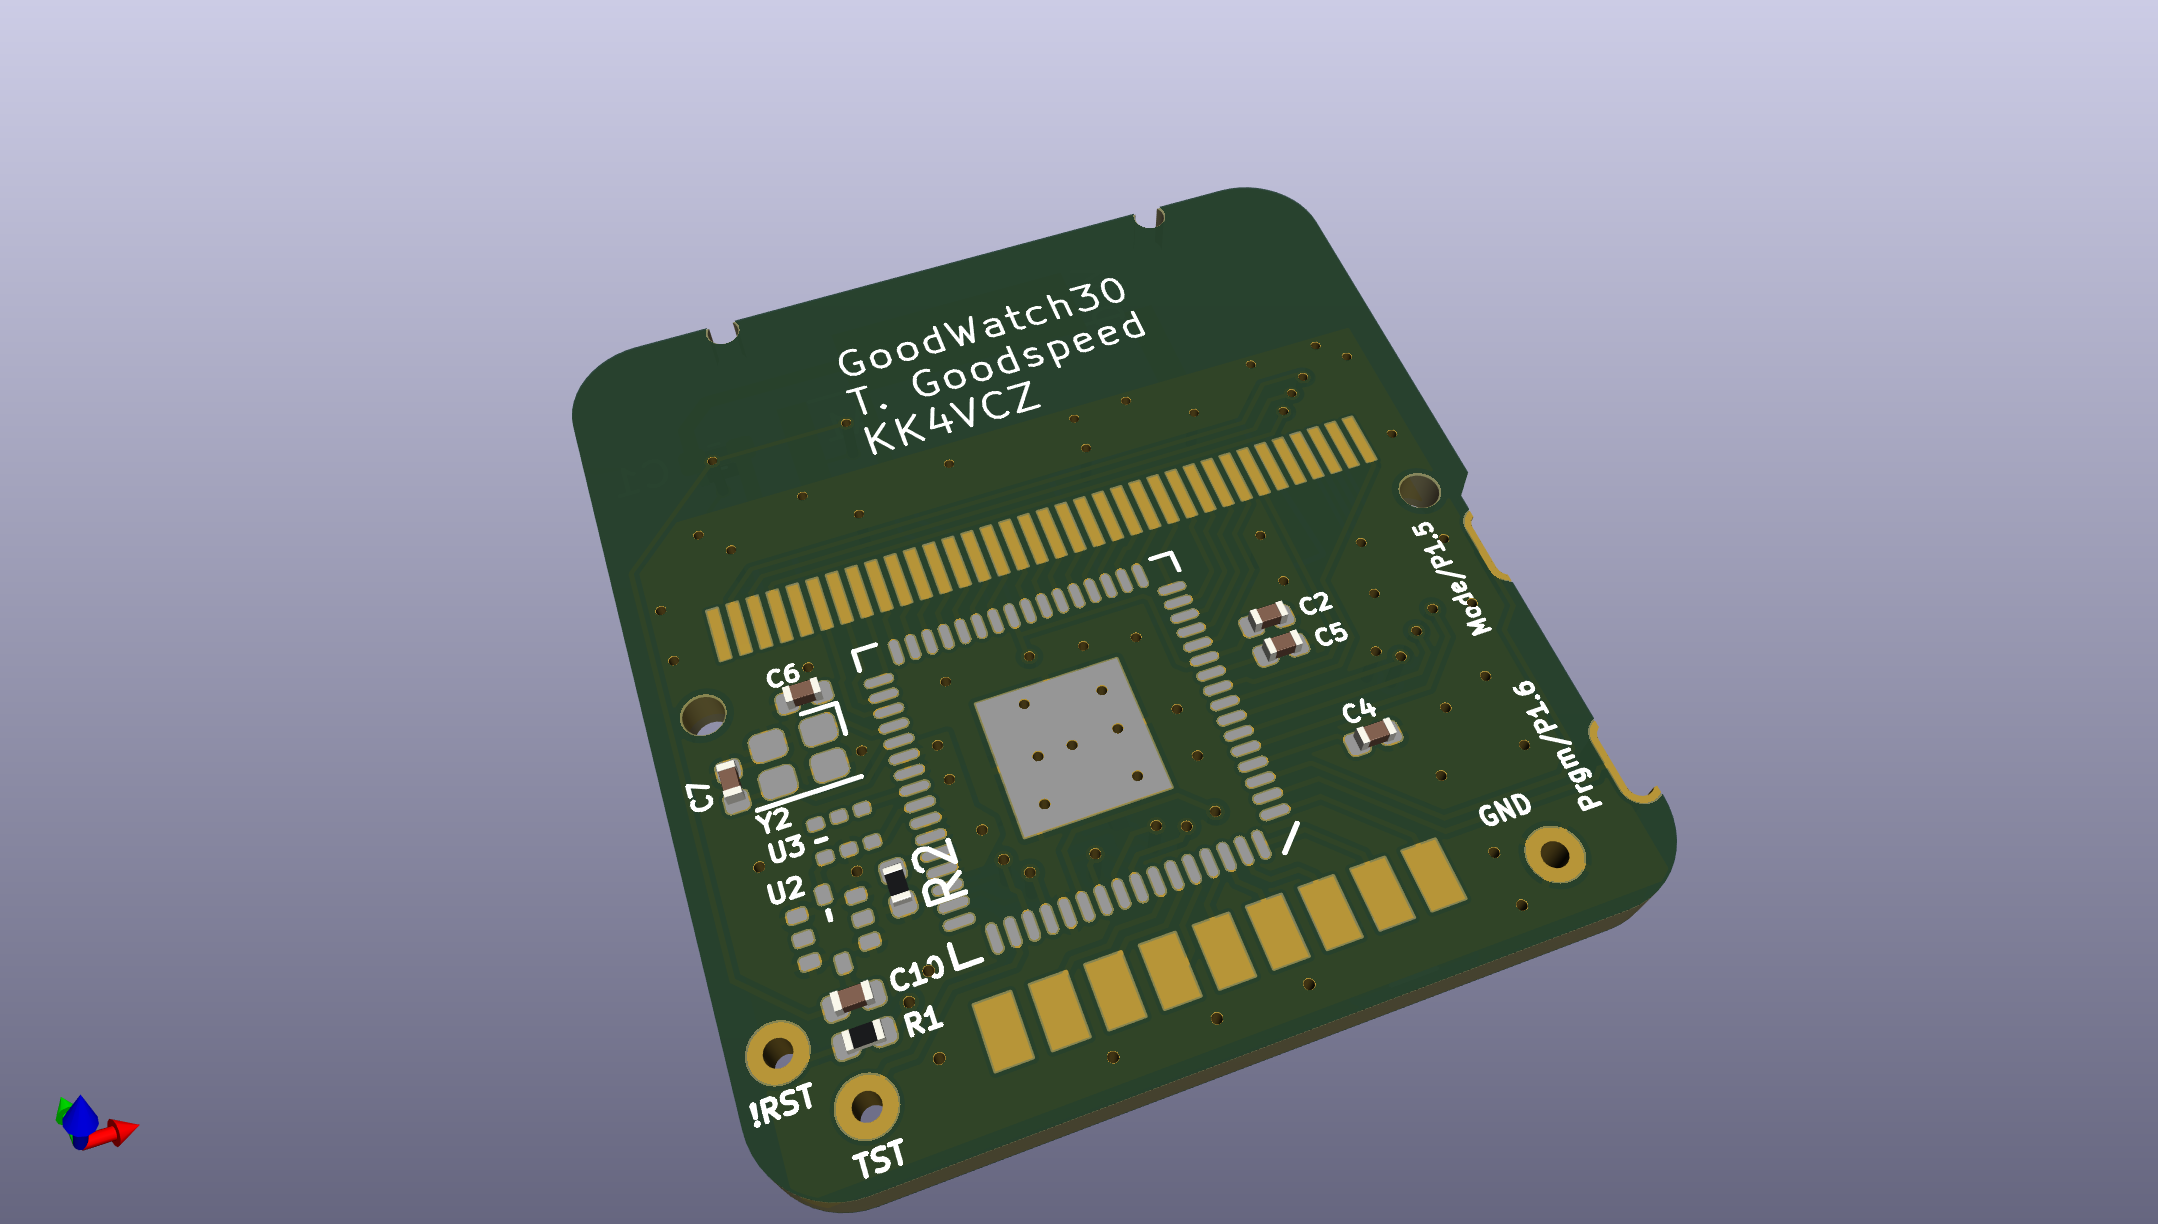 GoodWatch30
T. Goodspeed
KK4VCZ
Mode/P1.5
C2
C5
C6
C7
Y2
U3
U2
R2
C4
Prgm/P1.6
GND
C10
R1
!RST
TST